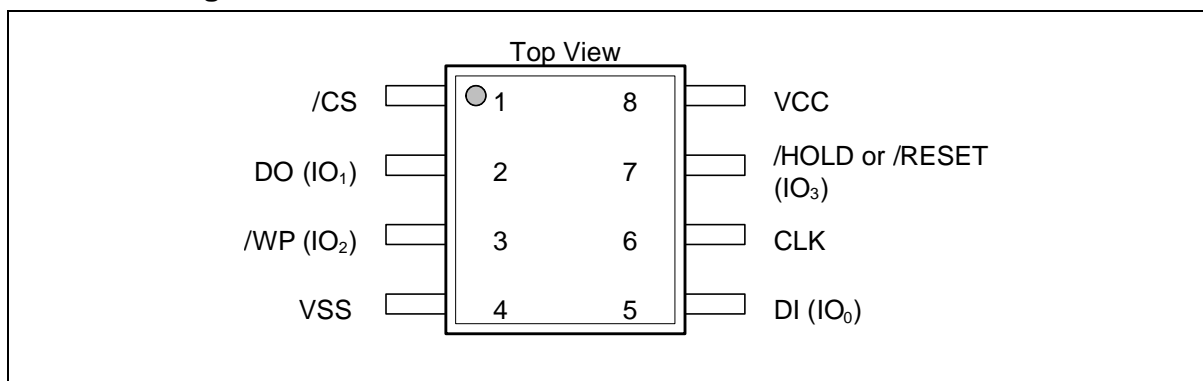 Top View
/CS 1 8 VCC
DO (IO₁) 2 7 /HOLD or /RESET
(IO₃)
/WP (IO₂) 3 6 CLK
VSS 4 5 DI (IO₀)